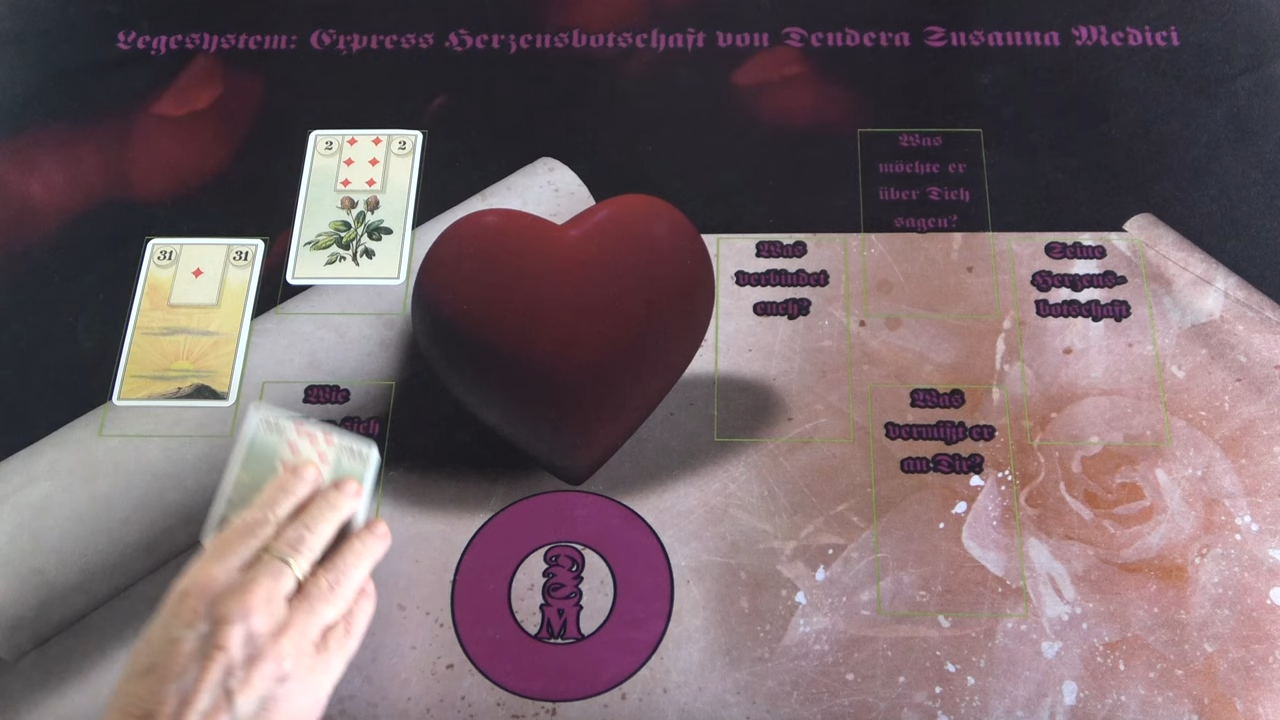 Legesystem: Express Herzensbotschaft von Dendera Susanna Medici
2
2
31
31
Was
möchte er
über Dich
sagen?
Was
verbindet
euch?
Seine
Herzens-
botschaft
Wie
sich
Was
vermißt er
an Dir?